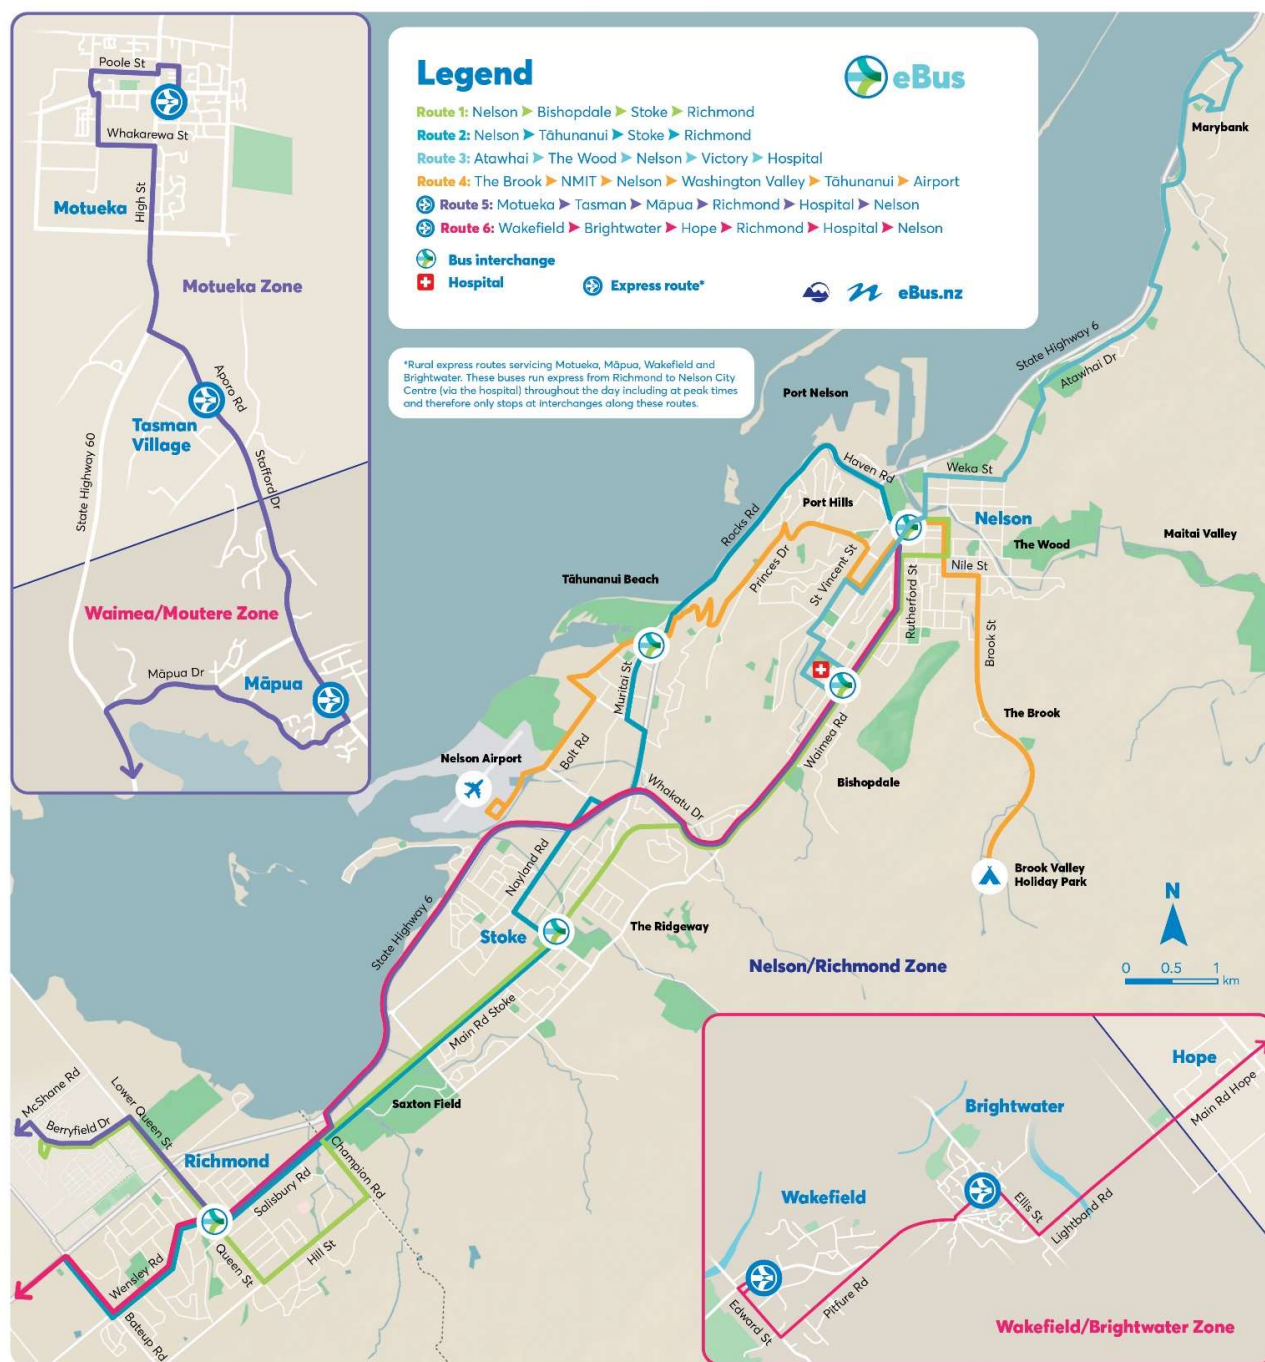 Poole St
Whakarewa St
Motueka
High St
Motueka Zone
Aporo Rd
Tasman
Village
State Highway 60
Stafford Dr
Waimea/Moutere Zone
Māpua Dr
Māpua
Legend
eBus
Route 1: Nelson Bishopdale Stoke Richmond
Route 2: Nelson Tāhunanui Stoke Richmond
Route 3: Atawhai The Wood Nelson Victory Hospital
Route 4: The Brook NMIT Nelson Washington Valley Tāhunanui Airport
Route 5: Motueka Tasman Māpua Richmond Hospital Nelson
Route 6: Wakefield Brightwater Hope Richmond Hospital Nelson
Bus interchange
Hospital
Express route*
eBus.nz
*Rural express routes servicing Motueka, Māpua, Wakefield and
Brightwater. These buses run express from Richmond to Nelson City
Centre (via the hospital) throughout the day including at peak times
and therefore only stops at interchanges along these routes.
Marybank
State Highway 6
Atawhai Dr
Port Nelson
Haven Rd
Weka St
Port Hills
Nelson
Rocks Rd
The Wood
Maitai Valley
Princes Dr
St Vincent St
Nile St
Tāhunanui Beach
Rutherford St
Brook St
Muritai St
The Brook
Waimea Rd
Bolt Rd
Nelson Airport
Whakatu Dr
Bishopdale
Nayland Rd
Brook Valley
Holiday Park
N
State Highway 6
Stoke
The Ridgeway
Nelson/Richmond Zone
0 0.5 1
km
Main Rd Stoke
McShane Rd
Lower Queen St
Berryfield Dr
Saxton Field
Richmond
Champion Rd
Salisbury Rd
Queen St
Hill St
Wensley Rd
Bateup Rd
Hope
Main Rd Hope
Brightwater
Wakefield
Ellis St
Lightband Rd
Edward St
Pitfure Rd
Wakefield/Brightwater Zone